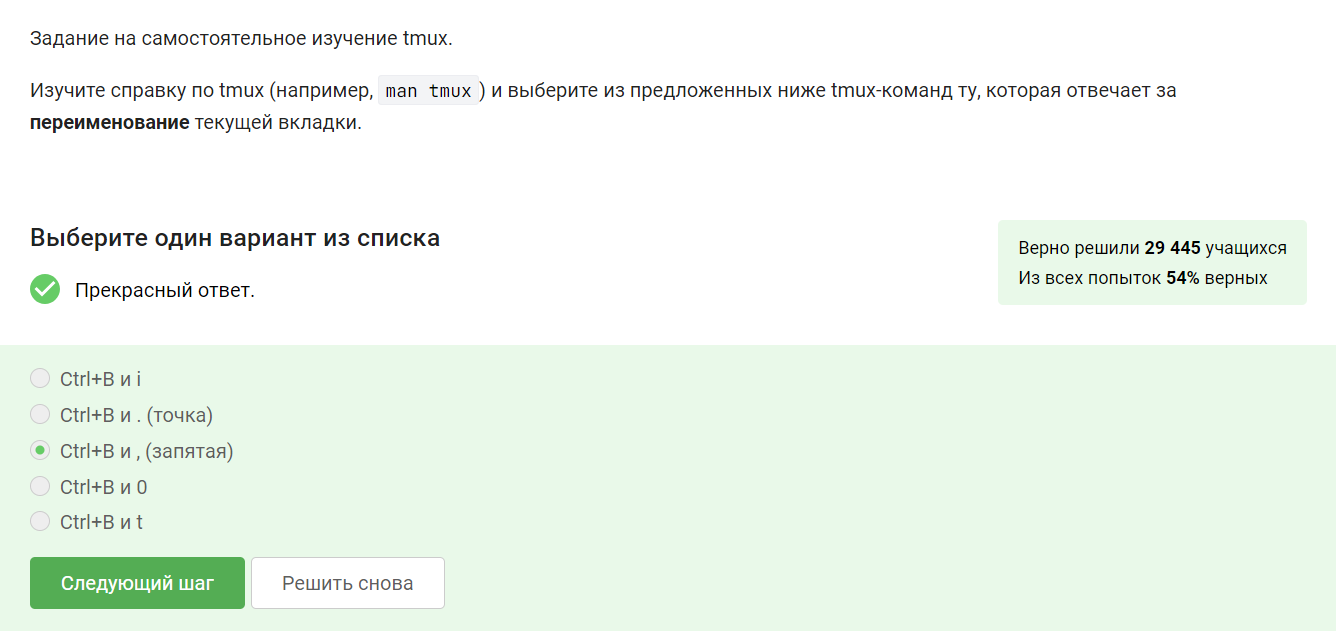 Задание на самостоятельное изучение tmux.
Изучите справку по tmux (например, man tmux) и выберите из предложенных ниже tmux-команд ту, которая отвечает за
переименование текущей вкладки.
Выберите один вариант из списка
Верно решили 29 445 учащихся
Из всех попыток 54% верных
Прекрасный ответ.
Ctrl+B и i
Ctrl+B и . (точка)
Ctrl+B и , (запятая)
Ctrl+B и 0
Ctrl+B и t
Следующий шаг
Решить снова